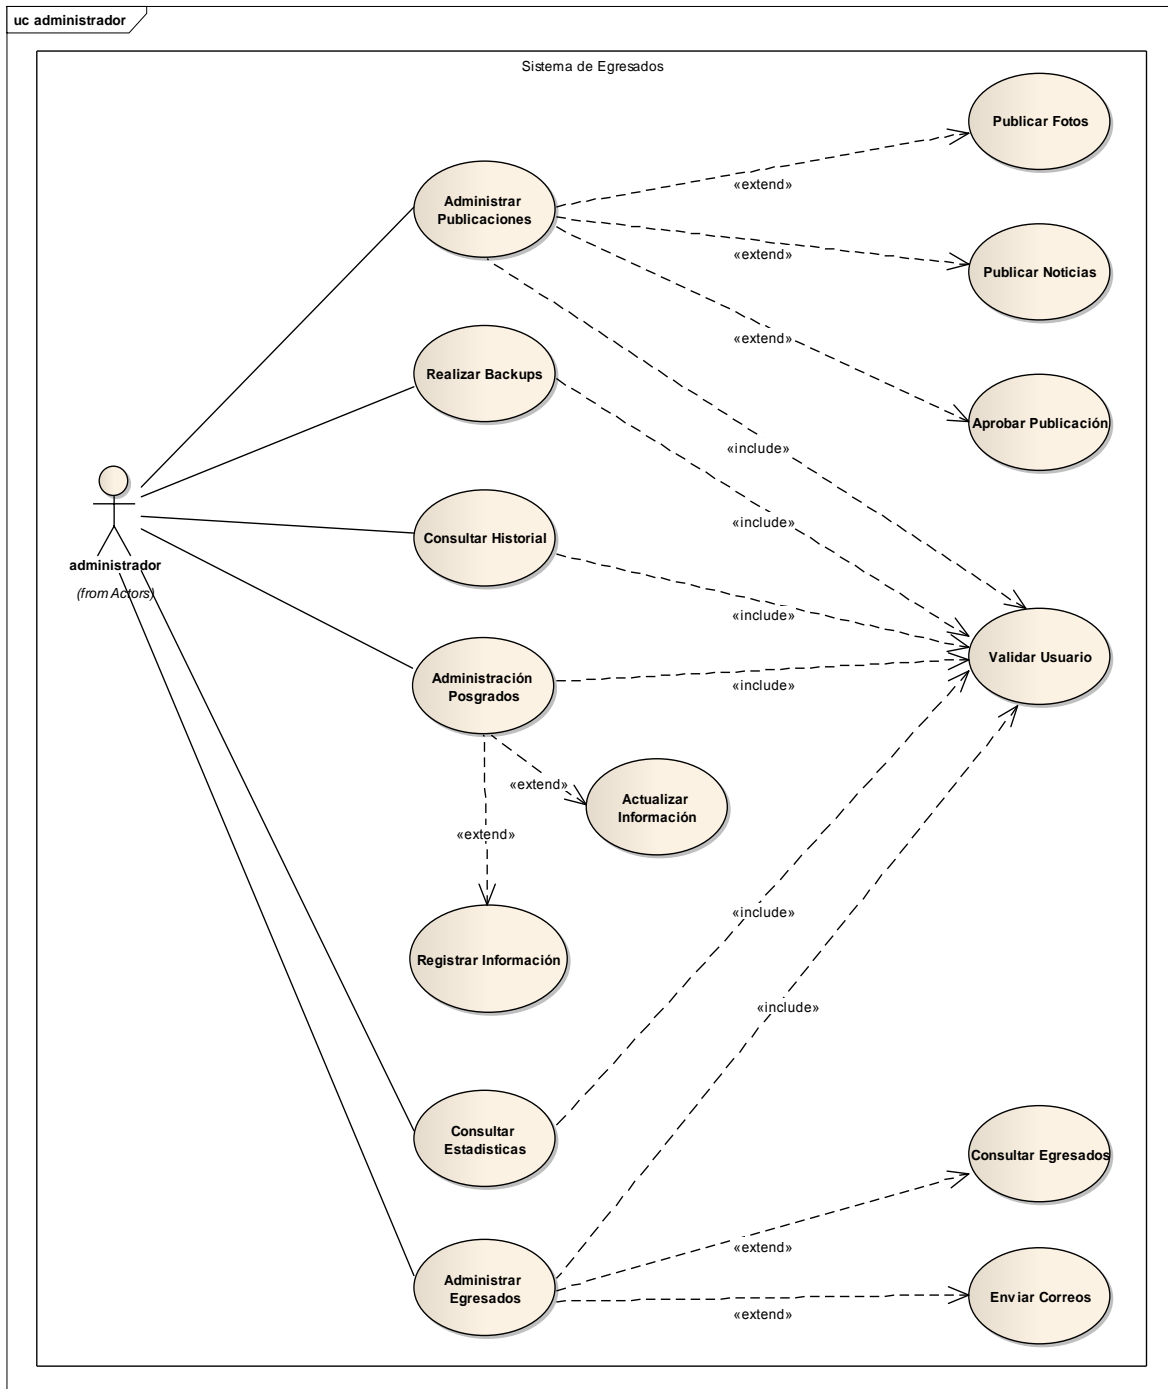 uc administrador
Sistema de Egresados
Publicar Fotos
«extend»
Administrar
Publicaciones
«extend»
Publicar Noticias
«extend»
Realizar Backups
Aprobar Publicación
«include»
«include»
Consultar Historial
administrador
(from Actors)
«include»
Validar Usuario
Administración
Posgrados
«include»
«extend»
Actualizar
Información
«extend»
«include»
Registrar Información
«include»
Consultar
Estadisticas
Consultar Egresados
«extend»
Administrar
Egresados
Enviar Correos
«extend»